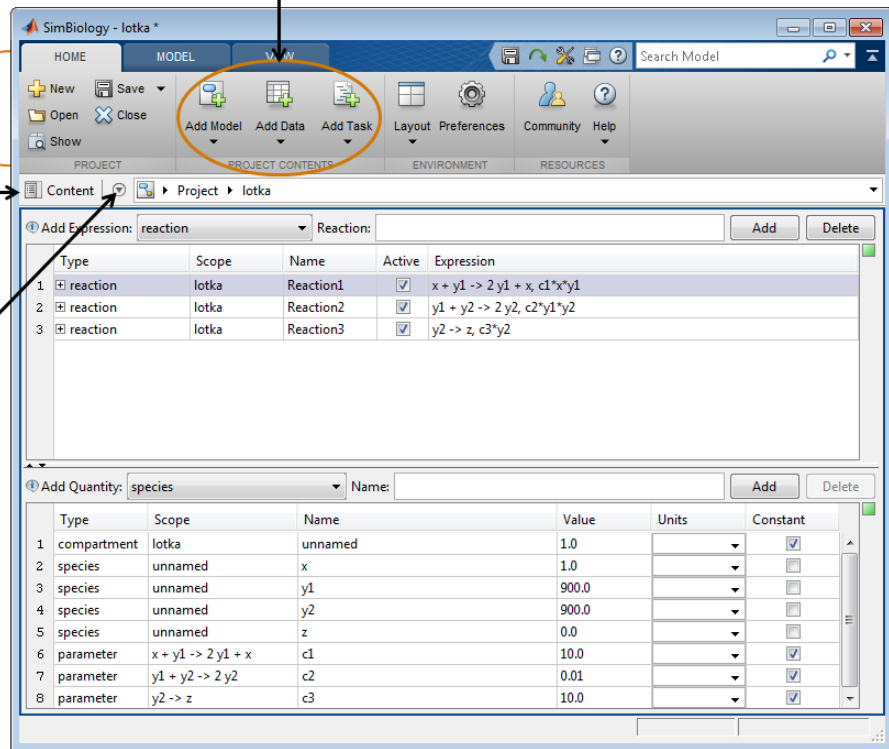 SimBiology - lotka *
HOME MODEL VIEW Search Model
New Save
Open Close
Show
Add Model Add Data Add Task Layout Preferences Community Help
PROJECT PROJECT CONTENTS ENVIRONMENT RESOURCES
Content Project lotka
Add Expression: reaction Reaction: Add Delete
Type Scope Name Active Expression
1 reaction lotka Reaction1 x + y1 -> 2 y1 + x, c1*x*y1
2 reaction lotka Reaction2 y1 + y2 -> 2 y2, c2*y1*y2
3 reaction lotka Reaction3 y2 -> z, c3*y2
Add Quantity: species Name: Add Delete
Type Scope Name Value Units Constant
1 compartment lotka unnamed 1.0
2 species unnamed x 1.0
3 species unnamed y1 900.0
4 species unnamed y2 900.0
5 species unnamed z 0.0
6 parameter x + y1 -> 2 y1 + x c1 10.0
7 parameter y1 + y2 -> 2 y2 c2 0.01
8 parameter y2 -> z c3 10.0